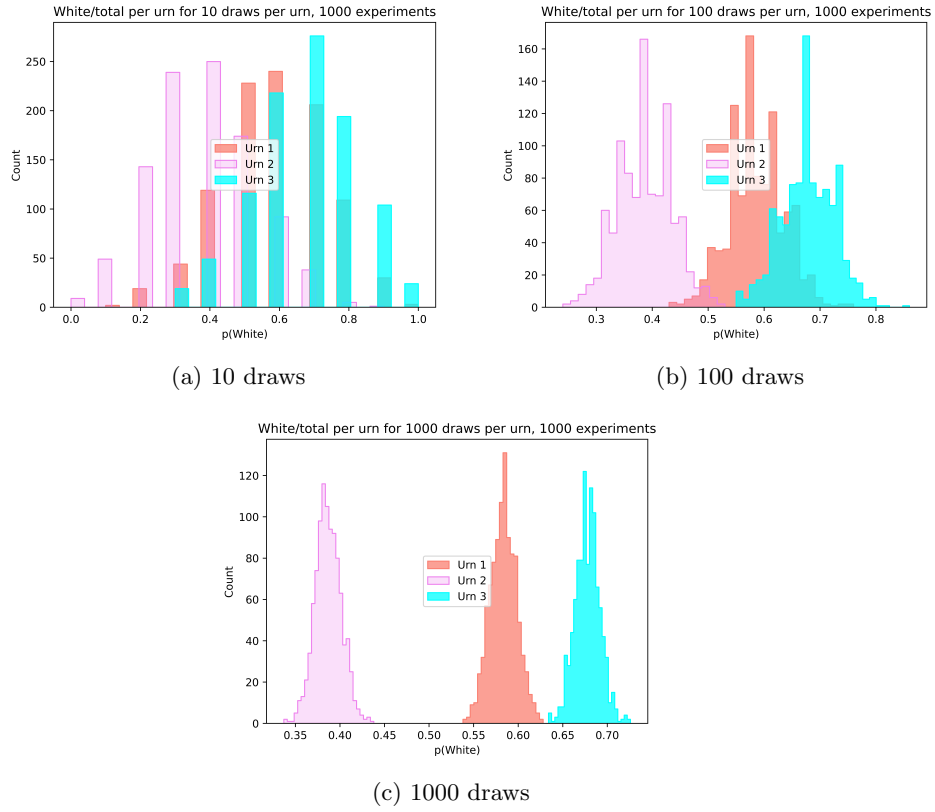 White/total per urn for 10 draws per urn, 1000 experiments
250
200
150
100
50
0
Count
Urn 1
Urn 2
Urn 3
0.0 0.2 0.4 0.6 0.8 1.0
p(White)
(a) 10 draws
White/total per urn for 100 draws per urn, 1000 experiments
160
140
120
100
80
60
40
20
0
Count
Urn 1
Urn 2
Urn 3
0.3 0.4 0.5 0.6 0.7 0.8
p(White)
(b) 100 draws
White/total per urn for 1000 draws per urn, 1000 experiments
120
100
80
60
40
20
0
Count
Urn 1
Urn 2
Urn 3
0.35 0.40 0.45 0.50 0.55 0.60 0.65 0.70
p(White)
(c) 1000 draws